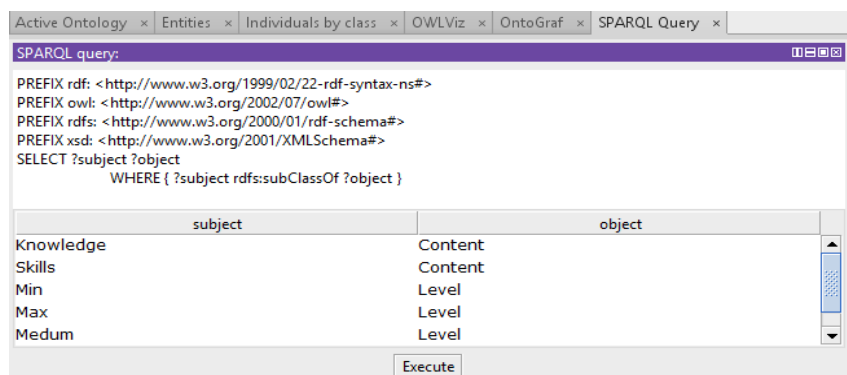 Active Ontology × Entities × Individuals by class × OWLViz × OntoGraf × SPARQL Query ×
SPARQL query:
PREFIX rdf: <http://www.w3.org/1999/02/22-rdf-syntax-ns#>
PREFIX owl: <http://www.w3.org/2002/07/owl#>
PREFIX rdfs: <http://www.w3.org/2000/01/rdf-schema#>
PREFIX xsd: <http://www.w3.org/2001/XMLSchema#>
SELECT ?subject ?object
WHERE { ?subject rdfs:subClassOf ?object }
subject object
Knowledge Content
Skills Content
Min Level
Max Level
Medum Level
Execute